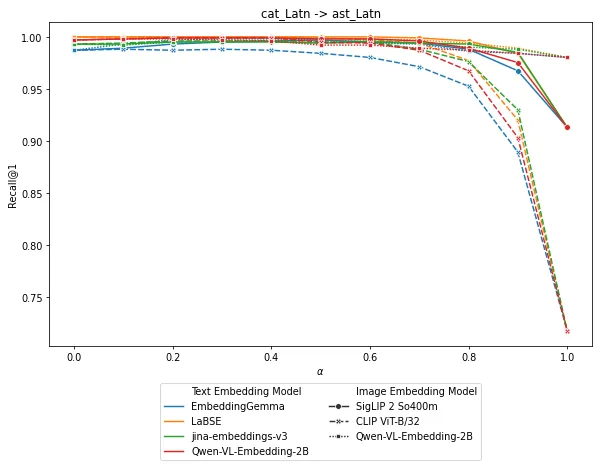 cat_Latn -> ast_Latn
Recall@1
1.00
0.95
0.90
0.85
0.80
0.75
0.0 0.2 0.4 0.6 0.8 1.0
α
Text Embedding Model
EmbeddingGemma
LaBSE
jina-embeddings-v3
Qwen-VL-Embedding-2B
Image Embedding Model
SigLIP 2 So400m
CLIP ViT-B/32
Qwen-VL-Embedding-2B